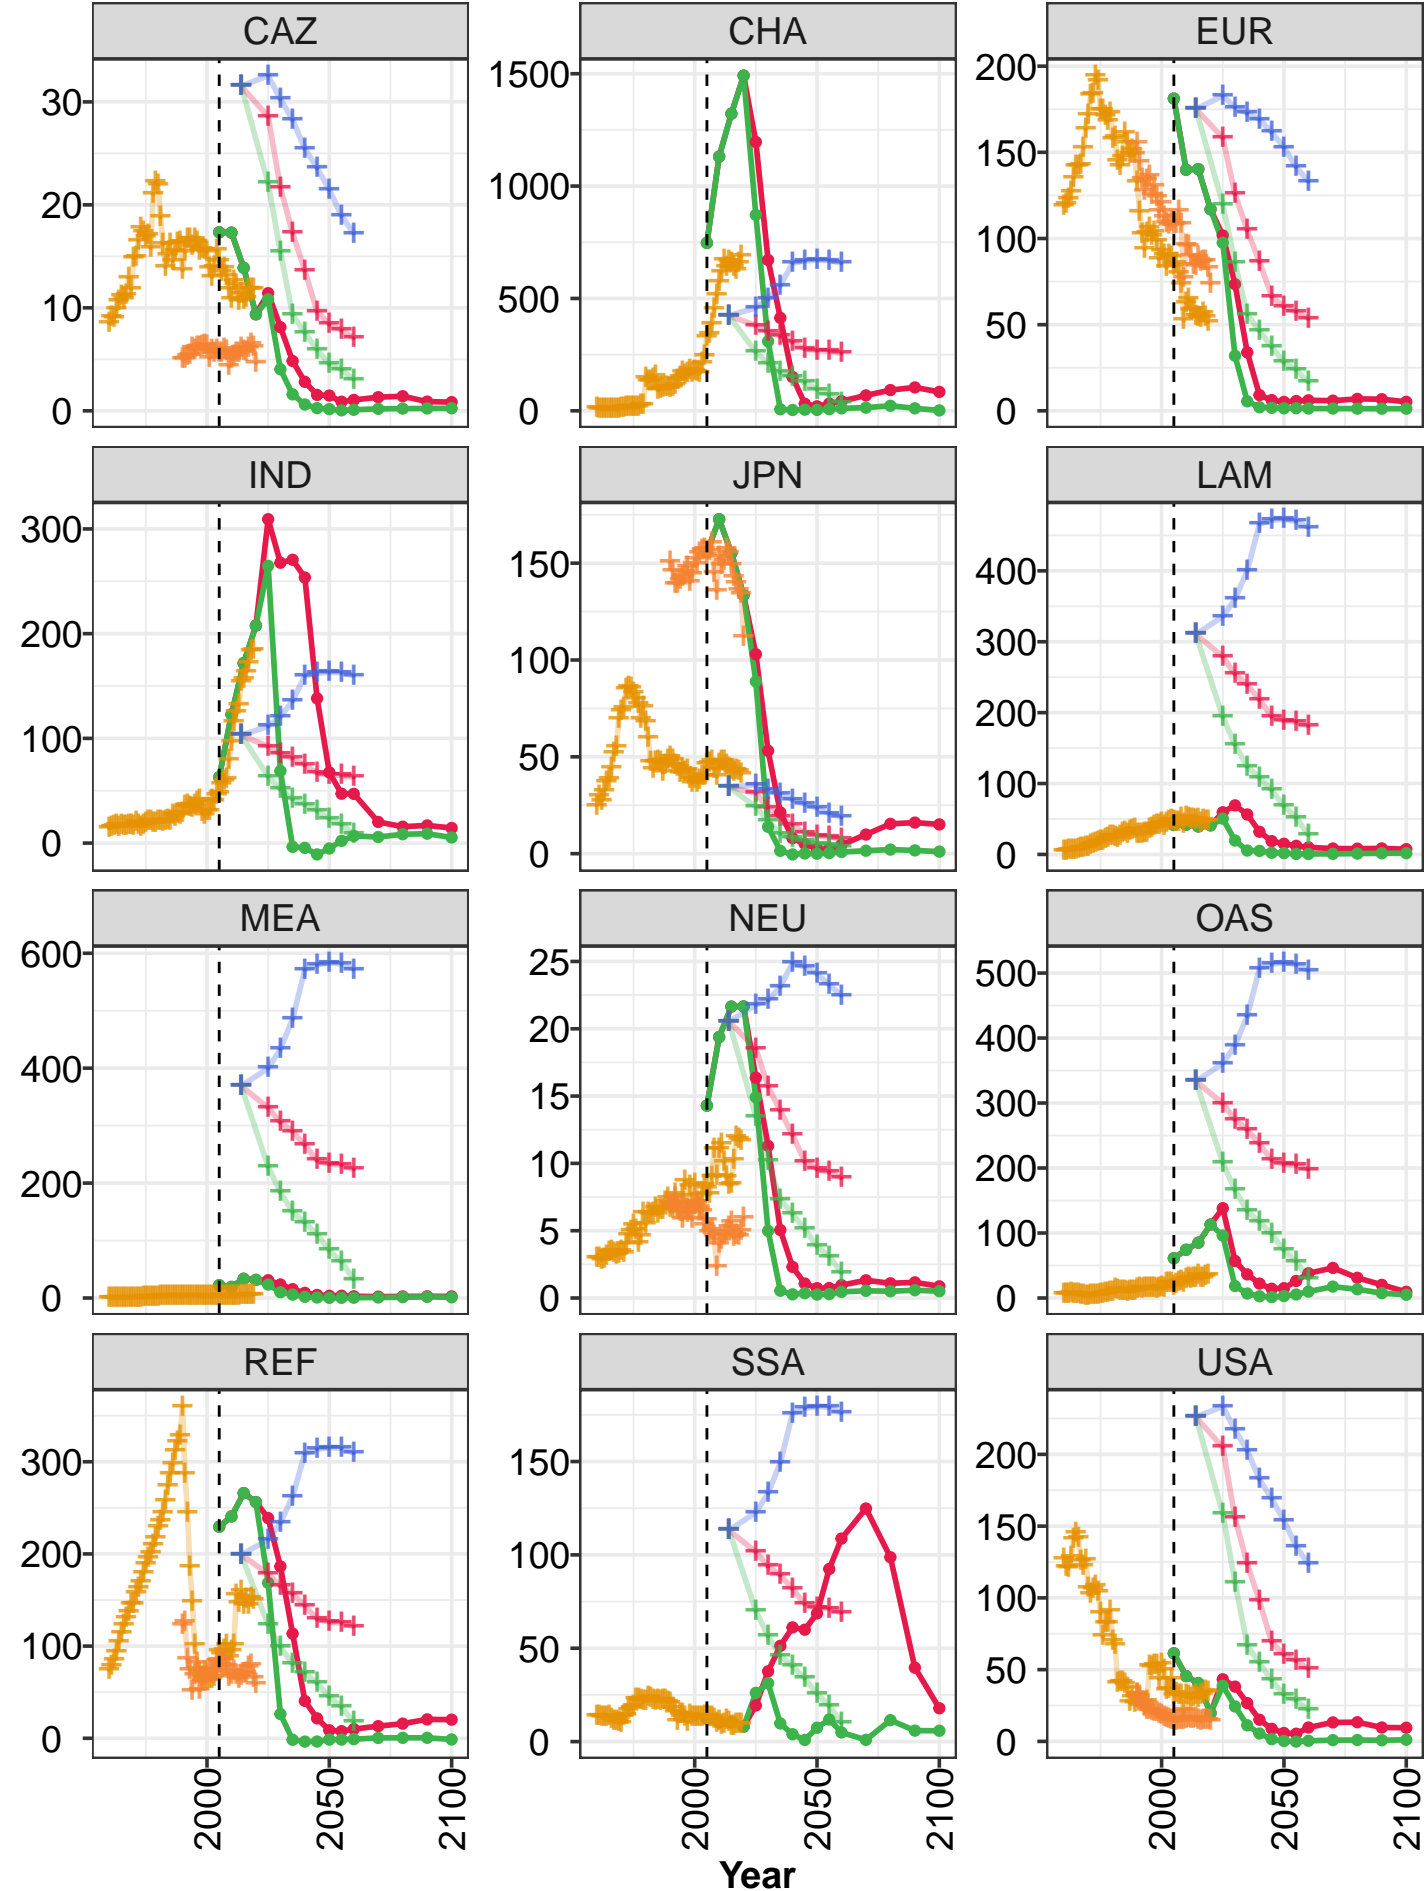 CAZ CHA EUR
30 20 10 0
1500 1000 500 0
200 150 100 50 0
IND JPN LAM
300 200 100 0
150 100 50 0
400 300 200 100 0
MEA NEU OAS
600 400 200 0
25 20 15 10 5 0
500 400 300 200 100 0
REF SSA USA
300 200 100 0
150 100 50 0
200 150 100 50 0
2000 2050 2100 2000 2050 2100 2000 2050 2100
Year